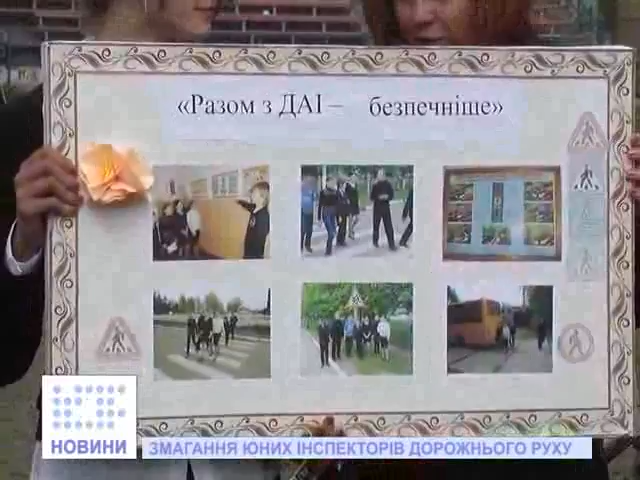 «Разом з ДАІ – безпечніше»
НОВИНИ
ЗМАГАННЯ ЮНИХ ІНСПЕКТОРІВ ДОРОЖНЬОГО РУХУ